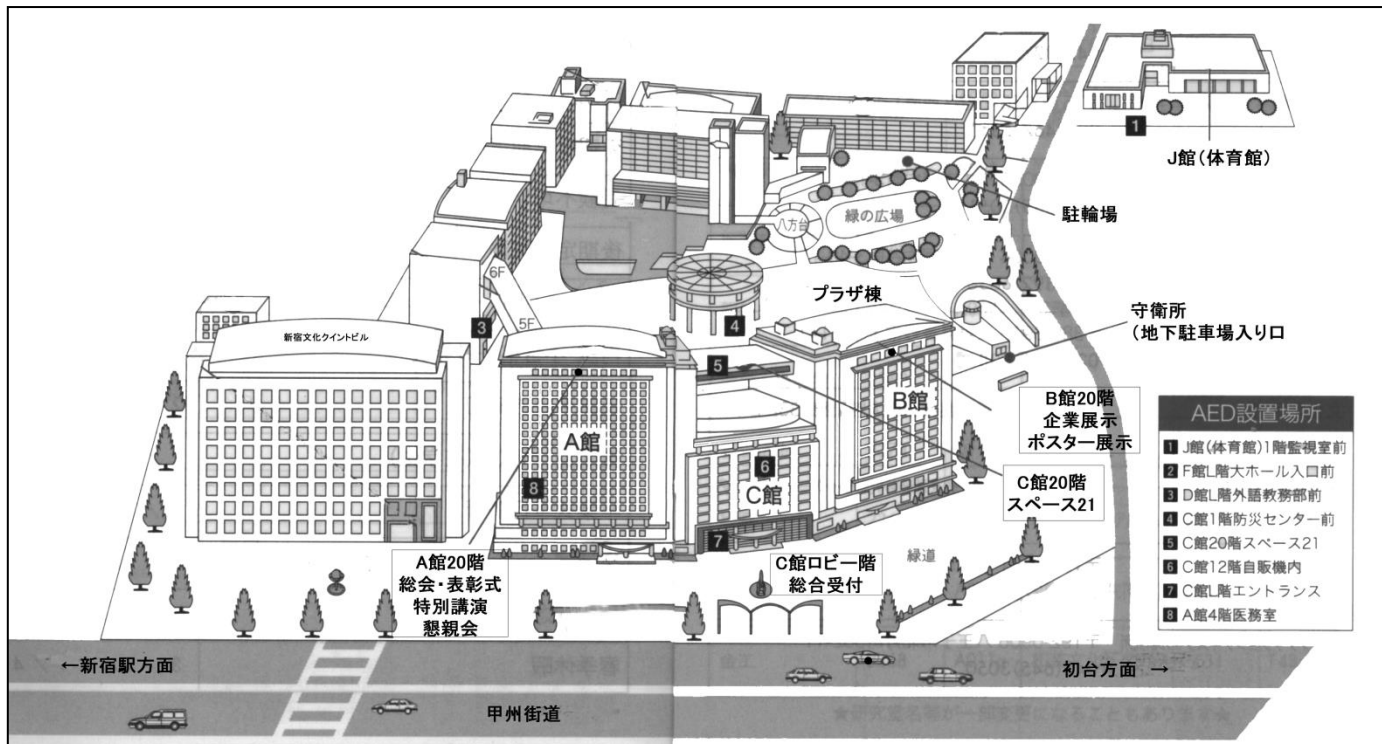 J館(体育館)
駐輪場
緑の広場
八方台
プラザ棟
守衛所
(地下駐車場入り口
6F
5F
新宿文化クイントビル
A館
B館
C館
1
3
4
5
6
7
8
B館20階
企業展示
ポスター展示
C館20階
スペース21
A館20階
総会・表彰式
特別講演
懇親会
C館ロビー階
総合受付
緑道
AED設置場所
1 J館(体育館)1階監視室前
2 F館L階大ホール入口前
3 D館L階外語教務部前
4 C館1階防災センター前
5 C館20階スペース21
6 C館12階自販機内
7 C館L階エントランス
8 A館4階医務室
←新宿駅方面
初台方面 →
甲州街道